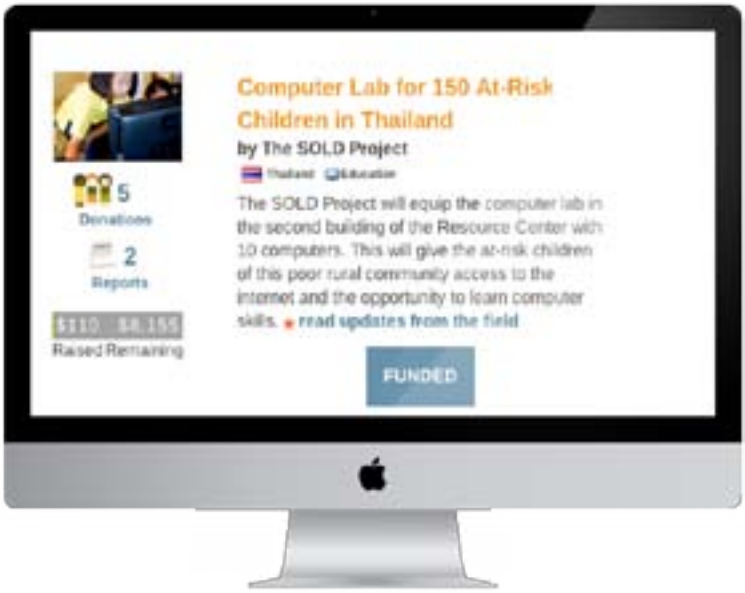 Computer Lab for 150 At-Risk
Children in Thailand
by The SOLD Project
Thailand Education
The SOLD Project will equip the computer lab in
the second building of the Resource Center with
10 computers. This will give the at-risk children
of this poor rural community access to the
internet and the opportunity to learn computer
skills. read updates from the field
FUNDED
5
Donations
2
Reports
$110 $8,155
Raised Remaining